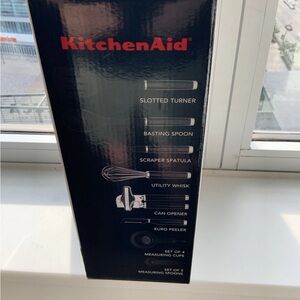 KitchenAid®
SLOTTED TURNER
BASTING SPOON
SCRAPER SPATULA
UTILITY WHISK
CAN OPENER
EURO PEELER
SET OF 4
MEASURING CUPS
SET OF 5
MEASURING SPOONS